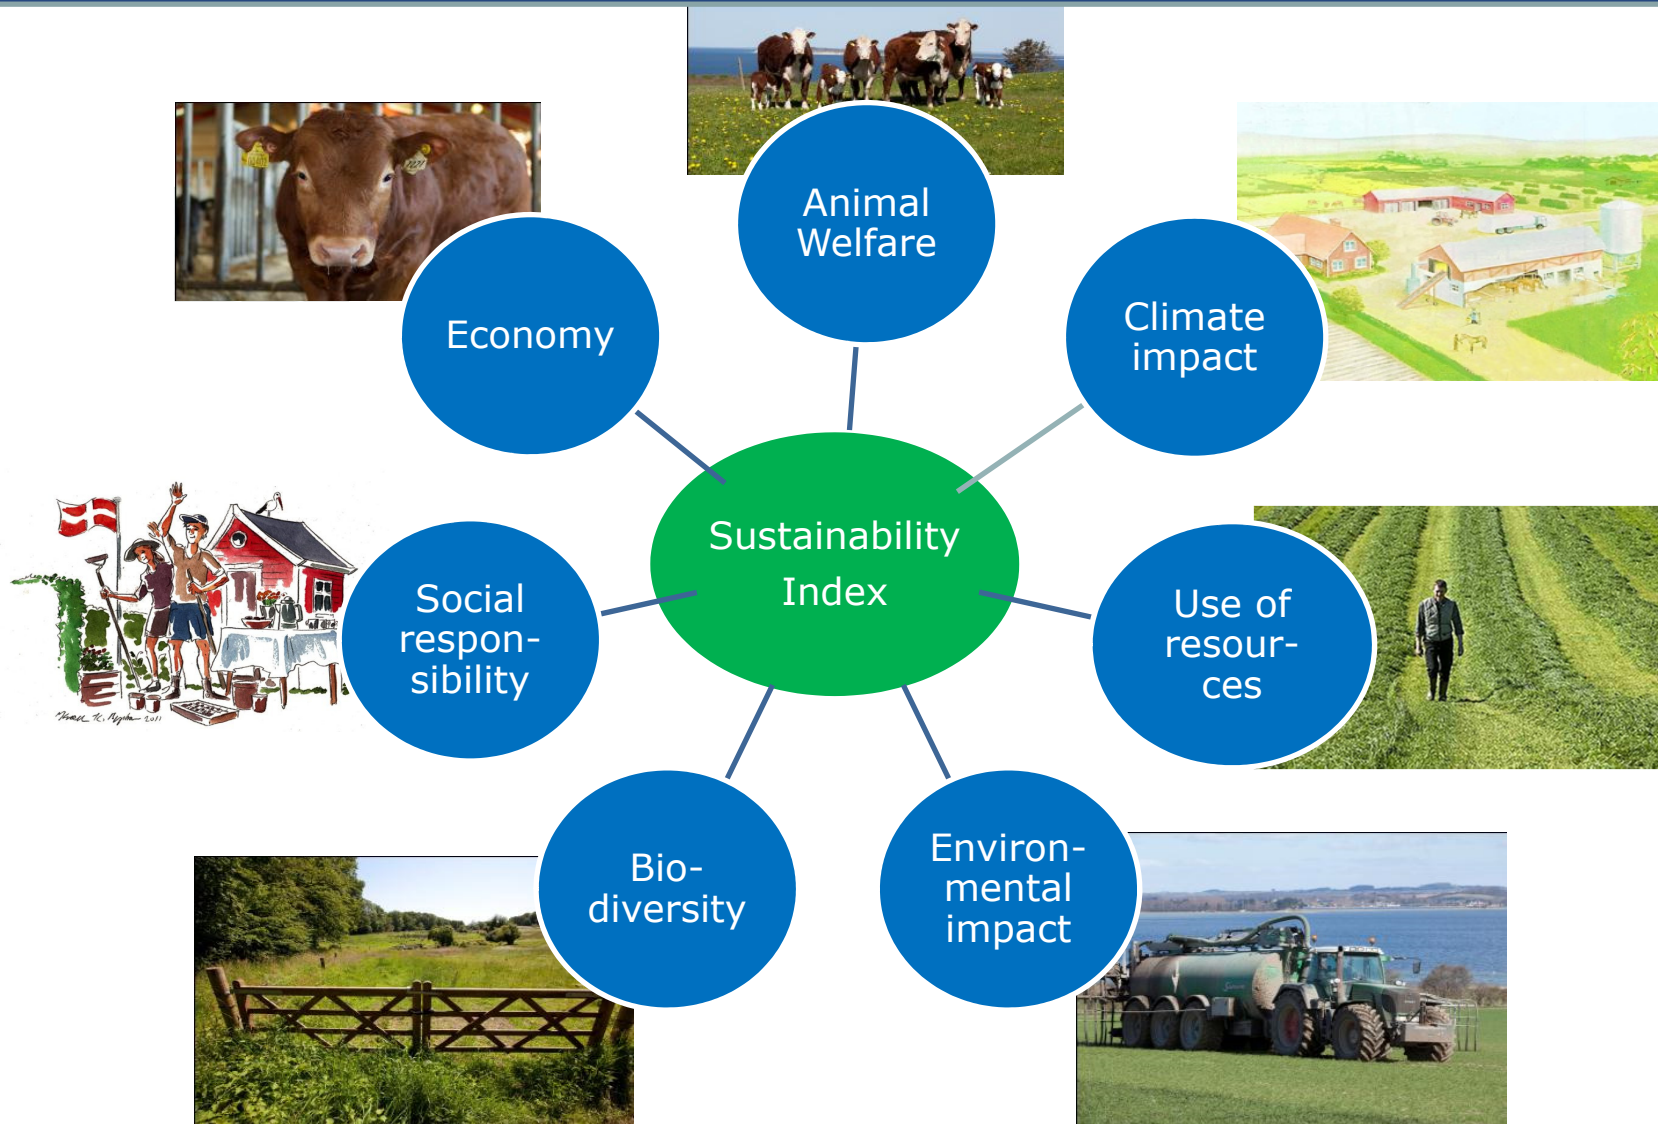 Animal
Welfare
Climate
impact
Economy
Sustainability
Index
Social
respon-
sibility
Use of
resour-
ces
Bio-
diversity
Environ-
mental
impact
2011